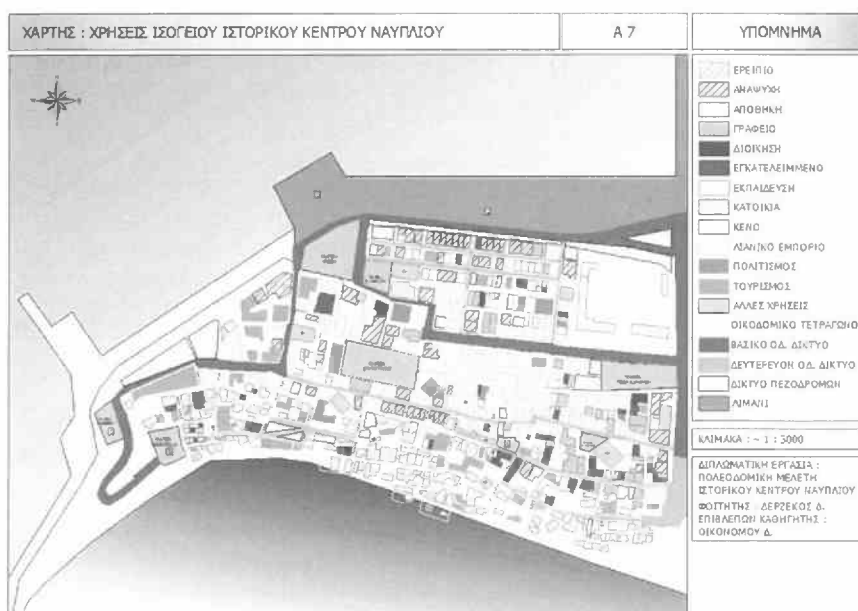 ΧΑΡΤΗΣ : ΧΡΗΣΕΙΣ ΙΣΟΓΕΙΟΥ ΙΣΤΟΡΙΚΟΥ ΚΕΝΤΡΟΥ ΝΑΥΠΛΙΟΥ
Α 7
ΥΠΟΜΝΗΜΑ
ΕΡΕΙΠΙΟ
ΑΝΑΨΥΧΗ
ΑΠΟΘΗΚΗ
ΓΡΑΦΕΙΟ
ΔΙΟΙΚΗΣΗ
ΕΓΚΑΤΕΛΕΙΜΜΕΝΟ
ΕΚΠΑΙΔΕΥΣΗ
ΚΑΤΟΙΚΙΑ
ΚΕΝΟ
ΛΙΑΝΙΚΟ ΕΜΠΟΡΙΟ
ΠΟΛΙΤΙΣΜΟΣ
ΤΟΥΡΙΣΜΟΣ
ΑΛΛΕΣ ΧΡΗΣΕΙΣ
ΟΙΚΟΔΟΜΙΚΟ ΤΕΤΡΑΓΩΝΟ
ΒΑΣΙΚΟ ΟΔ. ΔΙΚΤΥΟ
ΔΕΥΤΕΡΕΥΟΝ ΟΔ. ΔΙΚΤΥΟ
ΔΙΚΤΥΟ ΠΕΖΟΔΡΟΜΩΝ
ΛΙΜΑΝΙ
ΚΛΙΜΑΚΑ : ~ 1 : 5000
ΔΙΠΛΩΜΑΤΙΚΗ ΕΡΓΑΣΙΑ :
ΠΟΛΕΟΔΟΜΙΚΗ ΜΕΛΕΤΗ
ΙΣΤΟΡΙΚΟΥ ΚΕΝΤΡΟΥ ΝΑΥΠΛΙΟΥ
ΦΟΙΤΗΤΗΣ : ΔΕΡΖΕΚΟΣ Δ.
ΕΠΙΒΛΕΠΩΝ ΚΑΘΗΓΗΤΗΣ :
ΟΙΚΟΝΟΜΟΥ Δ.